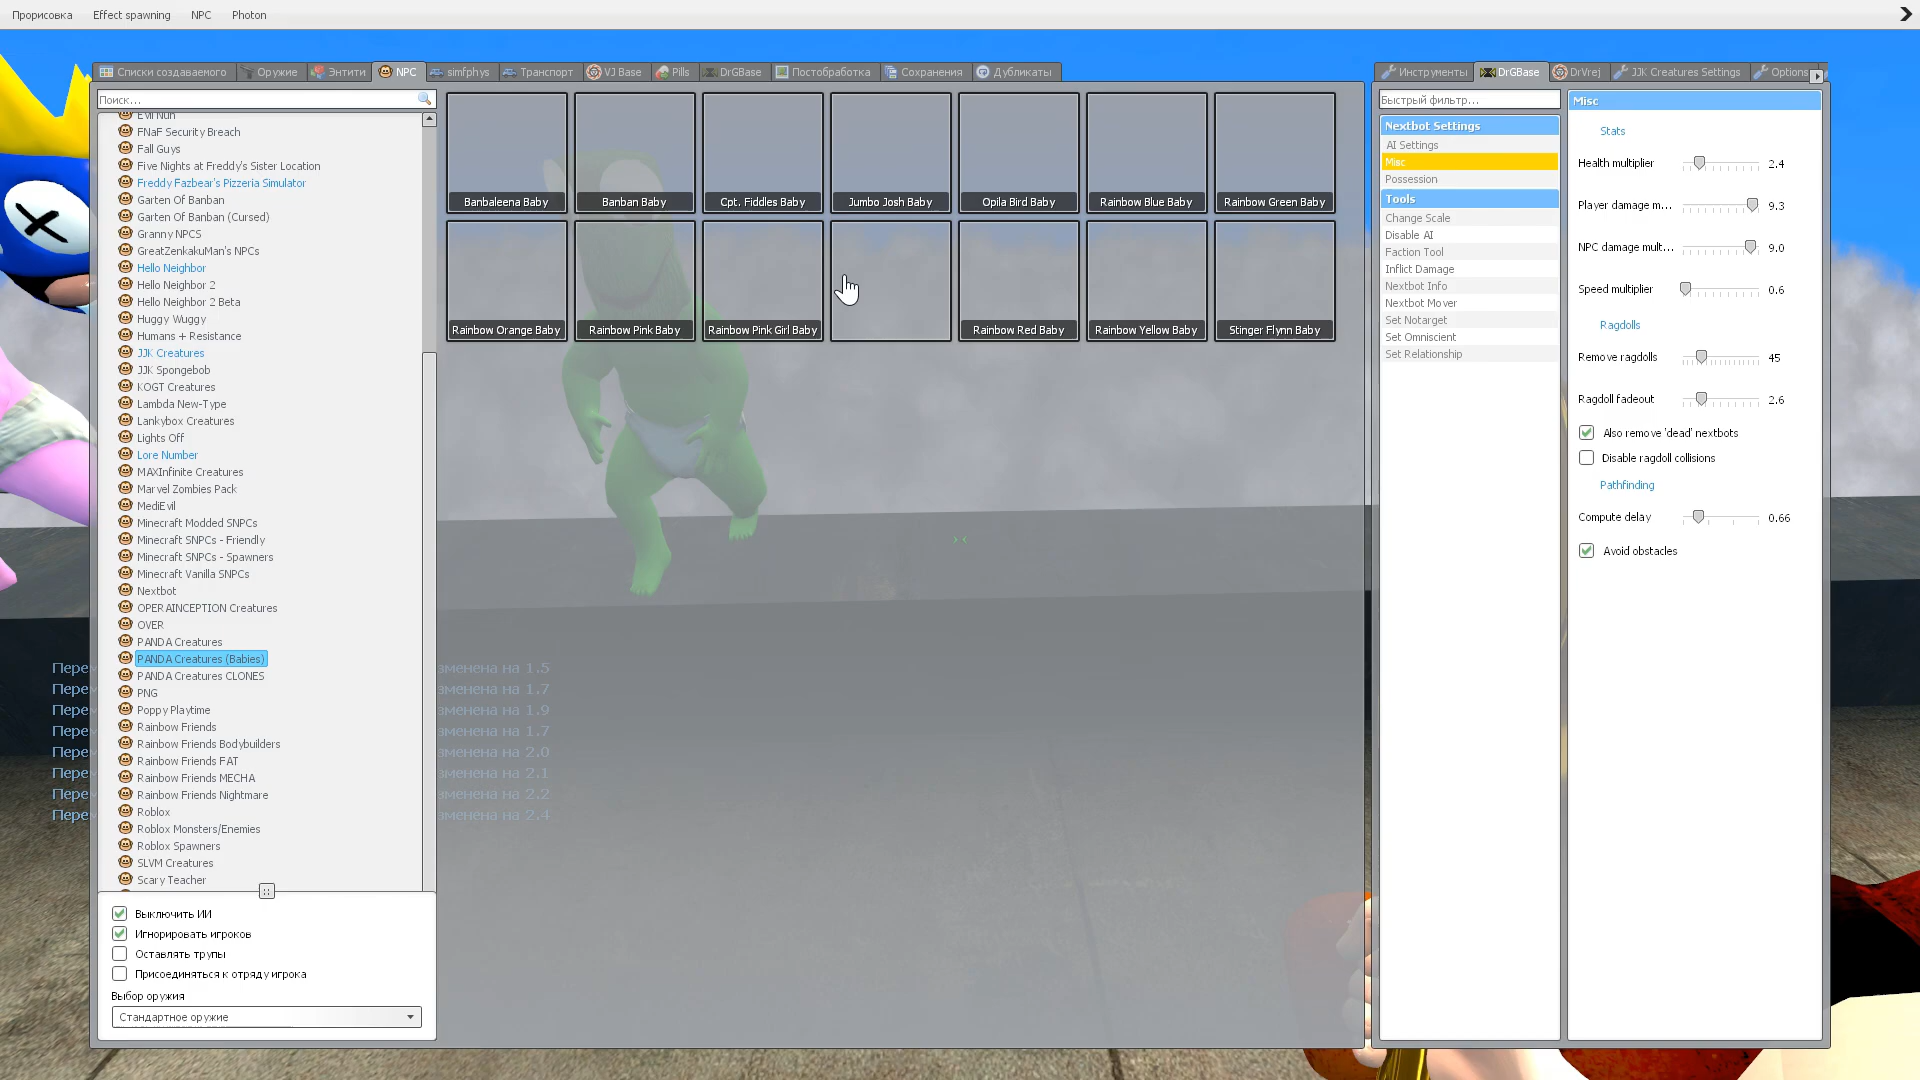 Прорисовка Effect spawning NPC Photon
Списки создаваемого Оружие Энтити NPC simfphys Транспорт VJ Base Pills DrGBase Постобработка Сохранения Дубликаты
Инструменты DrGBase DrVrej JJK Creatures Settings Options
Поиск...
Evil Nun
FNaF Security Breach
Fall Guys
Five Nights at Freddy's Sister Location
Freddy Fazbear's Pizzeria Simulator
Garten Of Banban
Garten Of Banban (Cursed)
Granny NPCS
GreatZenkakuMan's NPCs
Hello Neighbor
Hello Neighbor 2
Hello Neighbor 2 Beta
Huggy Wuggy
Humans + Resistance
JJK Creatures
JJK Spongebob
KOGT Creatures
Lambda New-Type
Lankybox Creatures
Lights Off
Lore Number
MAXInfinite Creatures
Marvel Zombies Pack
MediEvil
Minecraft Modded SNPCs
Minecraft SNPCs - Friendly
Minecraft SNPCs - Spawners
Minecraft Vanilla SNPCs
Nextbot
OPERAINCEPTION Creatures
OVER
PANDA Creatures
PANDA Creatures (Babies)
PANDA Creatures CLONES
PNG
Poppy Playtime
Rainbow Friends
Rainbow Friends Bodybuilders
Rainbow Friends FAT
Rainbow Friends MECHA
Rainbow Friends Nightmare
Roblox
Roblox Monsters/Enemies
Roblox Spawners
SLVM Creatures
Scary Teacher
Выключить ИИ
Игнорировать игроков
Оставлять трупы
Присоединяться к отряду игрока
Выбор оружия
Стандартное оружие
Banbaleena Baby Banban Baby Cpt. Fiddles Baby Jumbo Josh Baby Opila Bird Baby Rainbow Blue Baby Rainbow Green Baby
Rainbow Orange Baby Rainbow Pink Baby Rainbow Pink Girl Baby Rainbow Red Baby Rainbow Yellow Baby Stinger Flynn Baby
Перем зменена на 1.5
Перем зменена на 1.7
Перем зменена на 1.9
Перем зменена на 1.7
Перем зменена на 2.0
Перем зменена на 2.1
Перем зменена на 2.2
Перем зменена на 2.4
Быстрый фильтр...
Nextbot Settings
AI Settings
Misc
Possession
Tools
Change Scale
Disable AI
Faction Tool
Inflict Damage
Nextbot Info
Nextbot Mover
Set Notarget
Set Omniscient
Set Relationship
Misc
Stats
Health multiplier 2.4
Player damage m... 9.3
NPC damage mult... 9.0
Speed multiplier 0.6
Ragdolls
Remove ragdolls 45
Ragdoll fadeout 2.6
Also remove 'dead' nextbots
Disable ragdoll collisions
Pathfinding
Compute delay 0.66
Avoid obstacles